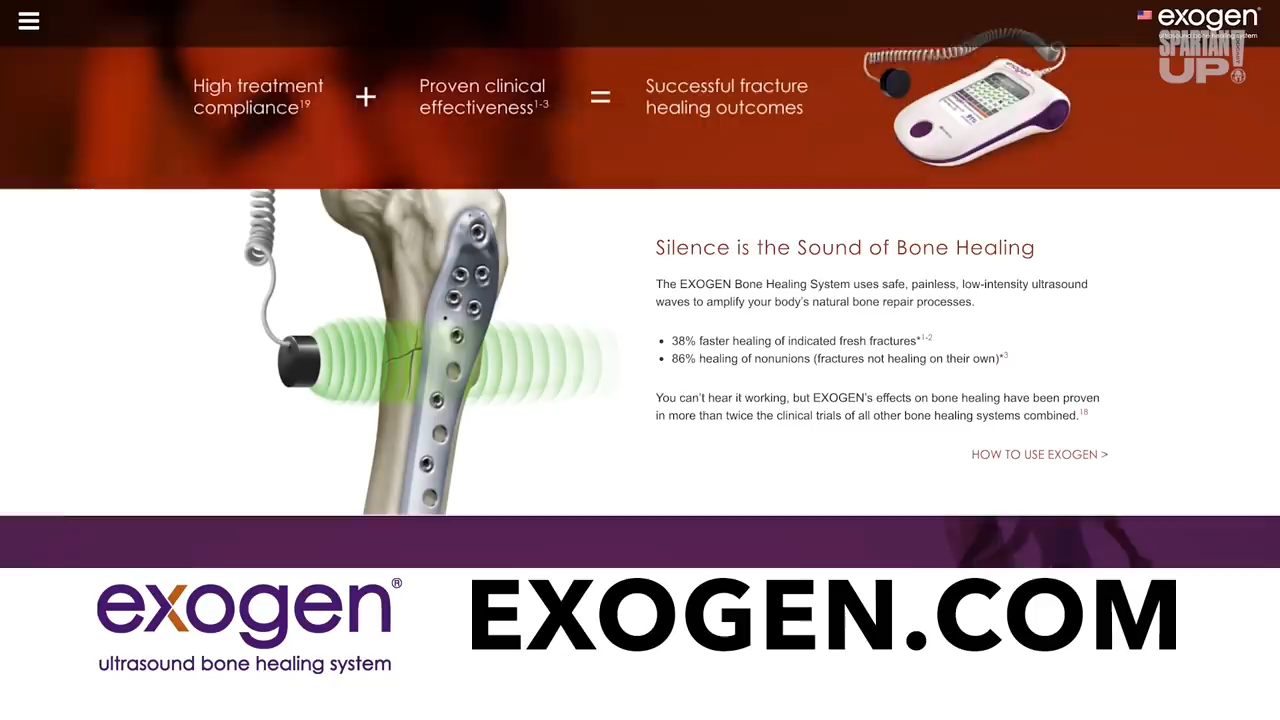 exogen®
ultrasound bone healing system
SPARTAN
UP!
High treatment
compliance19
+
Proven clinical
effectiveness1-3
=
Successful fracture
healing outcomes
exogen
Silence is the Sound of Bone Healing
The EXOGEN Bone Healing System uses safe, painless, low-intensity ultrasound
waves to amplify your body's natural bone repair processes.
• 38% faster healing of indicated fresh fractures*1-2
• 86% healing of nonunions (fractures not healing on their own)*3
You can't hear it working, but EXOGEN's effects on bone healing have been proven
in more than twice the clinical trials of all other bone healing systems combined.18
HOW TO USE EXOGEN >
exogen®
ultrasound bone healing system
EXOGEN.COM